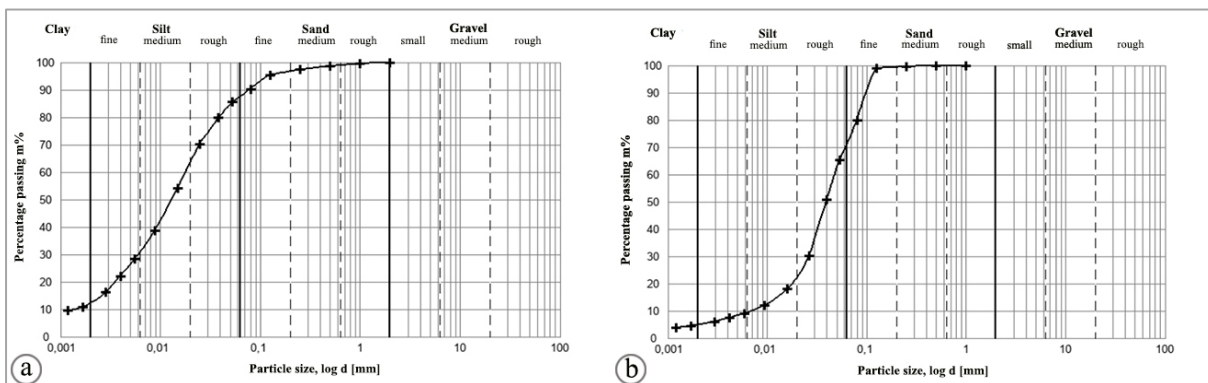 Clay Silt Sand Gravel
fine medium rough fine medium rough small medium rough
100
90
80
70
60
50
40
30
20
10
0
Percentage passing m%
0,001 0,01 0,1 1 10 100
Particle size, log d [mm]
a
Clay Silt Sand Gravel
fine medium rough fine medium rough small medium rough
100
90
80
70
60
50
40
30
20
10
0
Percentage passing m%
0,001 0,01 0,1 1 10 100
Particle size, log d [mm]
b